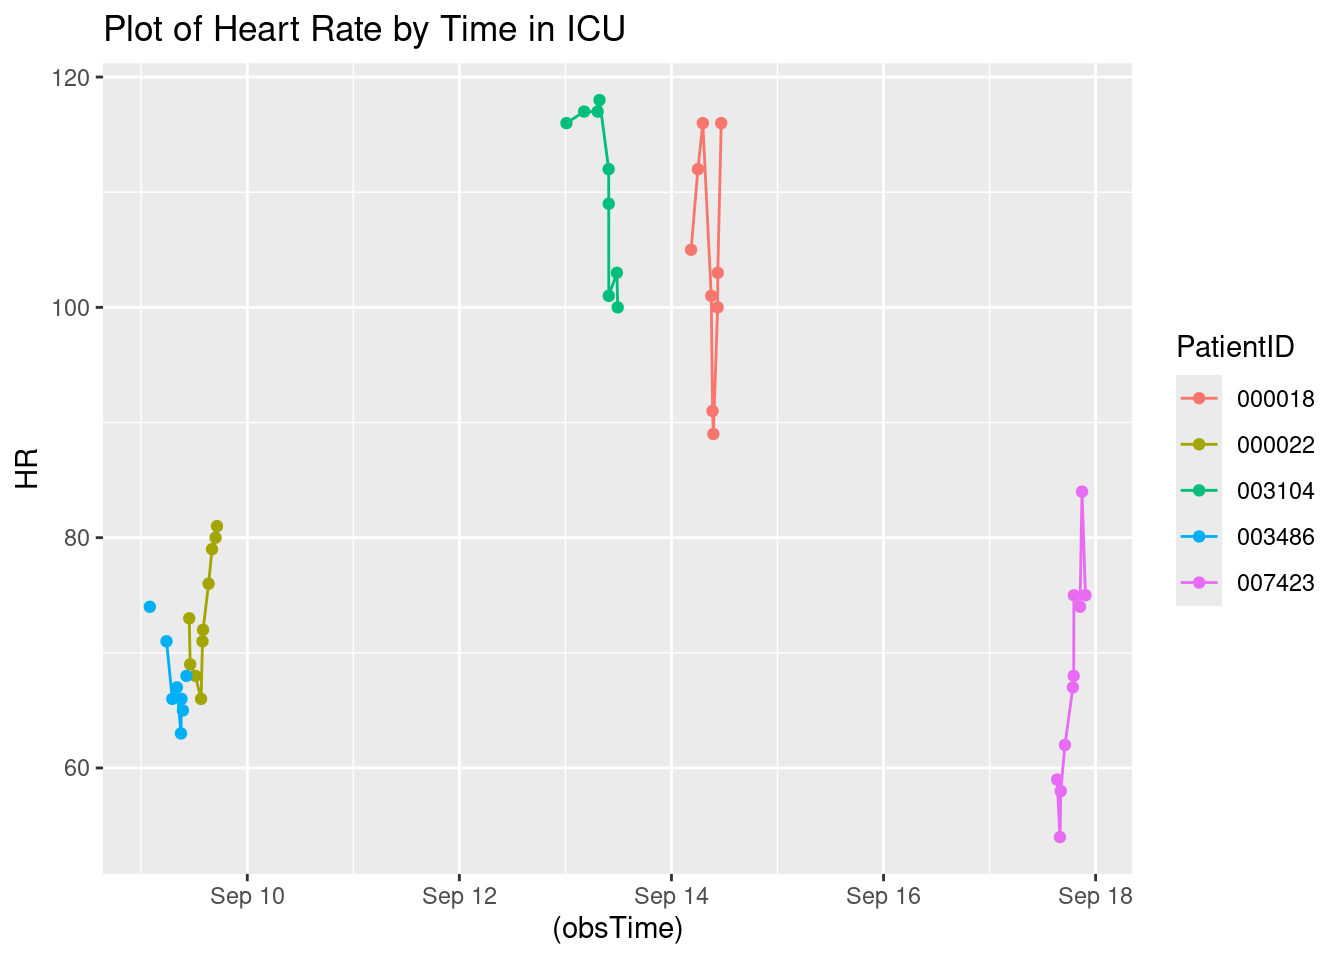 Plot of Heart Rate by Time in ICU
120
100
80
60
HR
Sep 10
Sep 12
Sep 14
Sep 16
Sep 18
(obsTime)
PatientID
000018
000022
003104
003486
007423